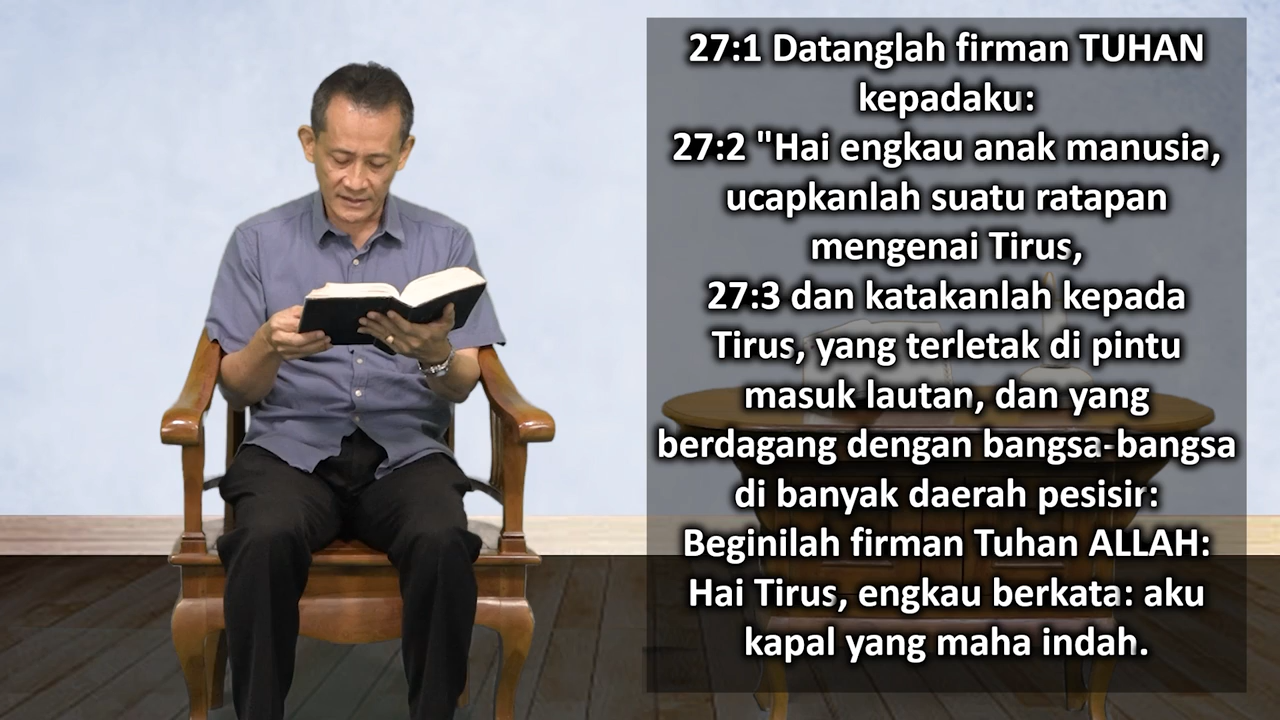 27:1 Datanglah firman TUHAN
kepadaku:
27:2 "Hai engkau anak manusia,
ucapkanlah suatu ratapan
mengenai Tirus,
27:3 dan katakanlah kepada
Tirus, yang terletak di pintu
masuk lautan, dan yang
berdagang dengan bangsa-bangsa
di banyak daerah pesisir:
Beginilah firman Tuhan ALLAH:
Hai Tirus, engkau berkata: aku
kapal yang maha indah.